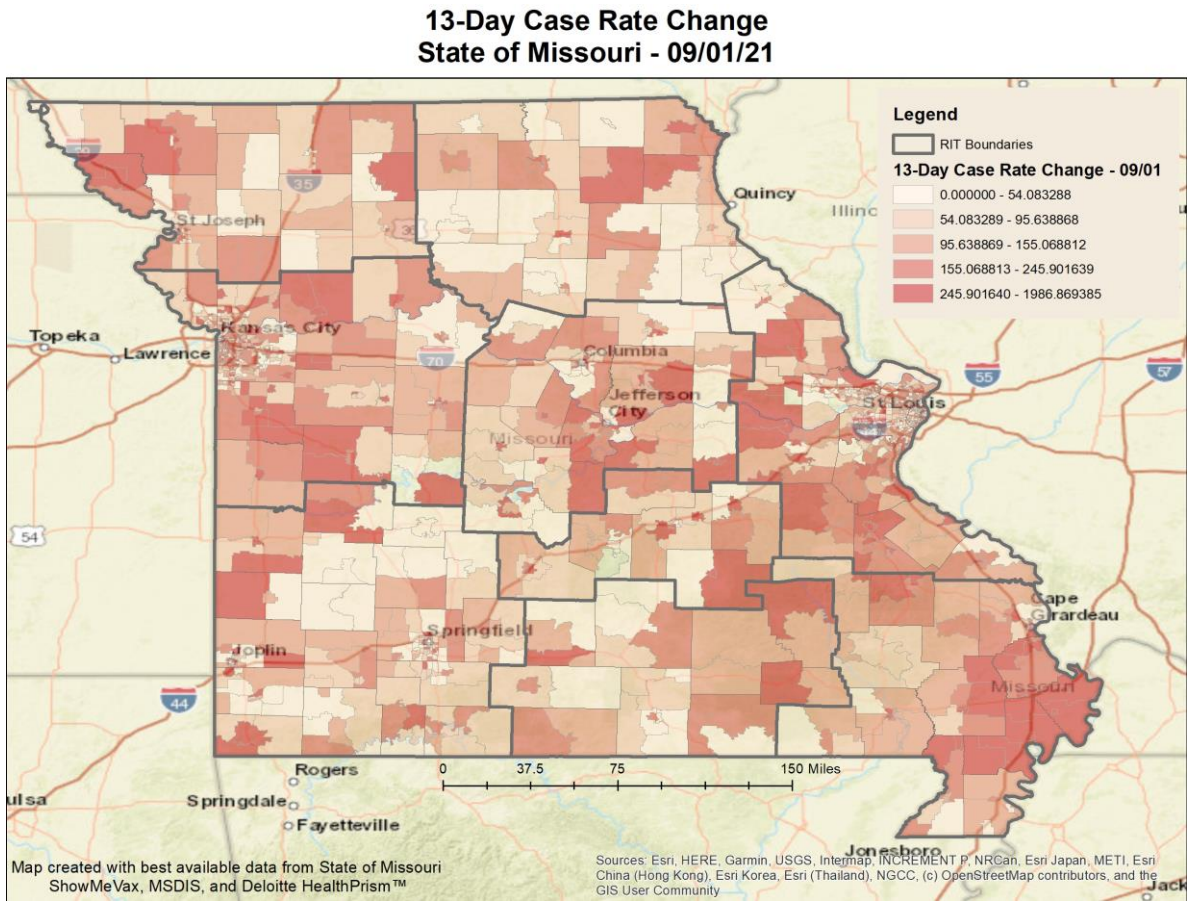 13-Day Case Rate Change
State of Missouri - 09/01/21
Legend
RIT Boundaries
13-Day Case Rate Change - 09/01
0.000000 - 54.083288
54.083289 - 95.638868
95.638869 - 155.068812
155.068813 - 245.901639
245.901640 - 1986.869385
35
Quincy
St Joseph
36
Topeka
Kansas City
Lawrence
70
Columbia
Jefferson
City
Missouri
St Louis
55
57
54
Cape
Girardeau
Springfield
Joplin
Missouri
44
0 37.5 75 150 Miles
Rogers
Springdale
Fayetteville
Jonesboro
Map created with best available data from State of Missouri
ShowMeVax, MSDIS, and Deloitte HealthPrism™
Sources: Esri, HERE, Garmin, USGS, Intermap, INCREMENT P, NRCan, Esri Japan, METI, Esri
China (Hong Kong), Esri Korea, Esri (Thailand), NGCC, (c) OpenStreetMap contributors, and the
GIS User Community